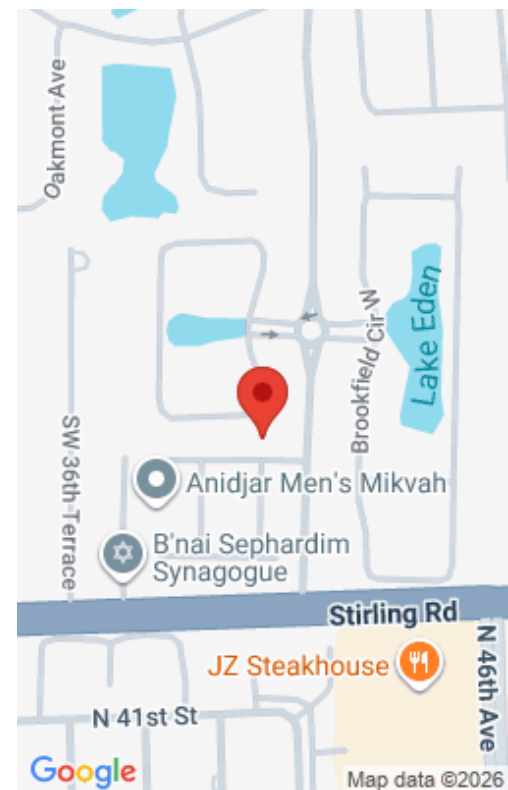 Oakmont Ave
Brookfield Cir W
Lake Eden
SW 36th Terrace
Anidjar Men's Mikvah
B'nai Sephardim
Synagogue
Stirling Rd
JZ Steakhouse
N 46th Ave
N 41st St
Google
Map data ©2026